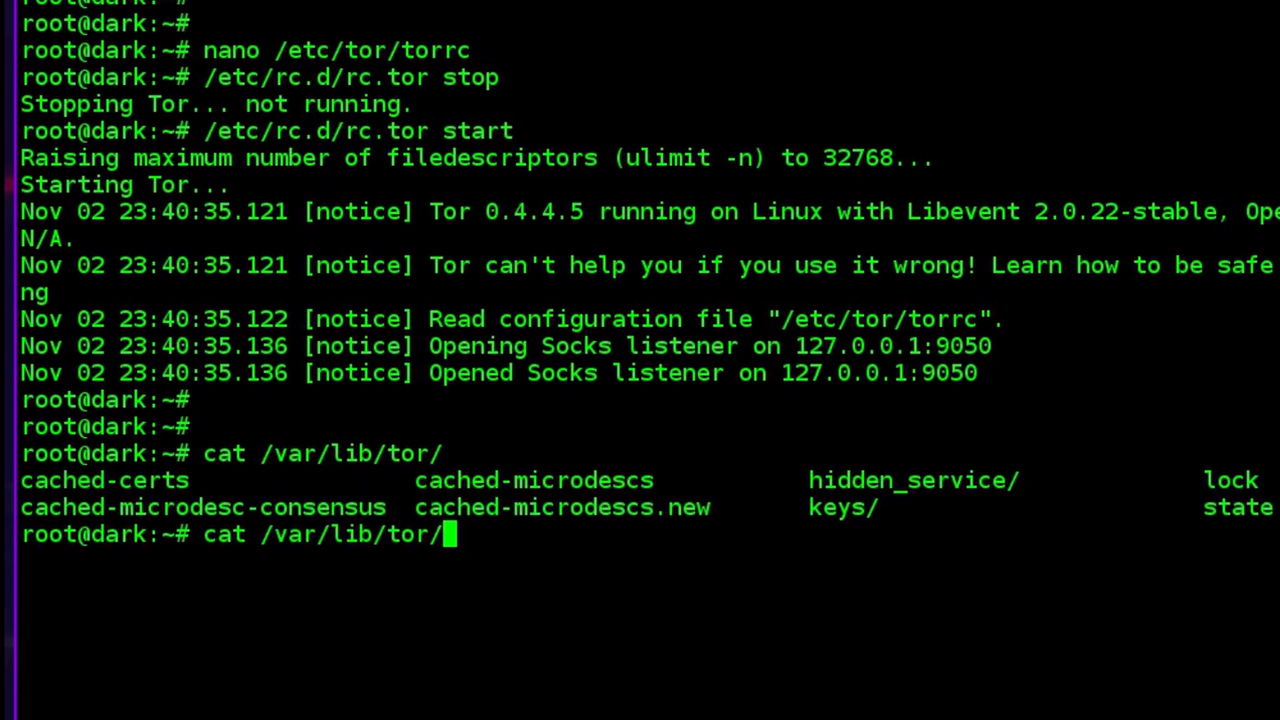 root@dark:~#
root@dark:~#
root@dark:~# nano /etc/tor/torrc
root@dark:~# /etc/rc.d/rc.tor stop
Stopping Tor... not running.
root@dark:~# /etc/rc.d/rc.tor start
Raising maximum number of filedescriptors (ulimit -n) to 32768...
Starting Tor...
Nov 02 23:40:35.121 [notice] Tor 0.4.4.5 running on Linux with Libevent 2.0.22-stable, Ope
N/A.
Nov 02 23:40:35.121 [notice] Tor can't help you if you use it wrong! Learn how to be safe
ng
Nov 02 23:40:35.122 [notice] Read configuration file "/etc/tor/torrc".
Nov 02 23:40:35.136 [notice] Opening Socks listener on 127.0.0.1:9050
Nov 02 23:40:35.136 [notice] Opened Socks listener on 127.0.0.1:9050
root@dark:~#
root@dark:~#
root@dark:~# cat /var/lib/tor/
cached-certs cached-microdescs hidden_service/ lock
cached-microdesc-consensus cached-microdescs.new keys/ state
root@dark:~# cat /var/lib/tor/